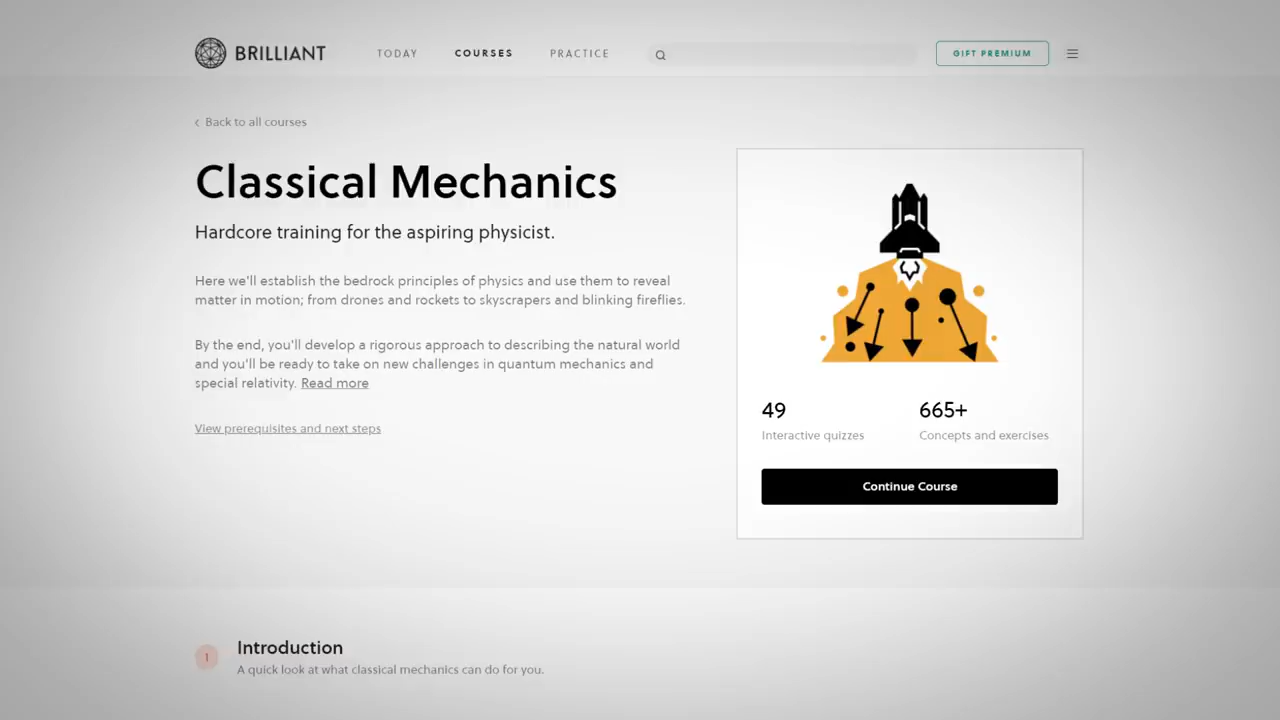 BRILLIANT
TODAY
COURSES
PRACTICE
GIFT PREMIUM
Back to all courses
Classical Mechanics
Hardcore training for the aspiring physicist.
Here we'll establish the bedrock principles of physics and use them to reveal
matter in motion; from drones and rockets to skyscrapers and blinking fireflies.
By the end, you'll develop a rigorous approach to describing the natural world
and you'll be ready to take on new challenges in quantum mechanics and
special relativity. Read more
View prerequisites and next steps
49
Interactive quizzes
665+
Concepts and exercises
Continue Course
1
Introduction
A quick look at what classical mechanics can do for you.